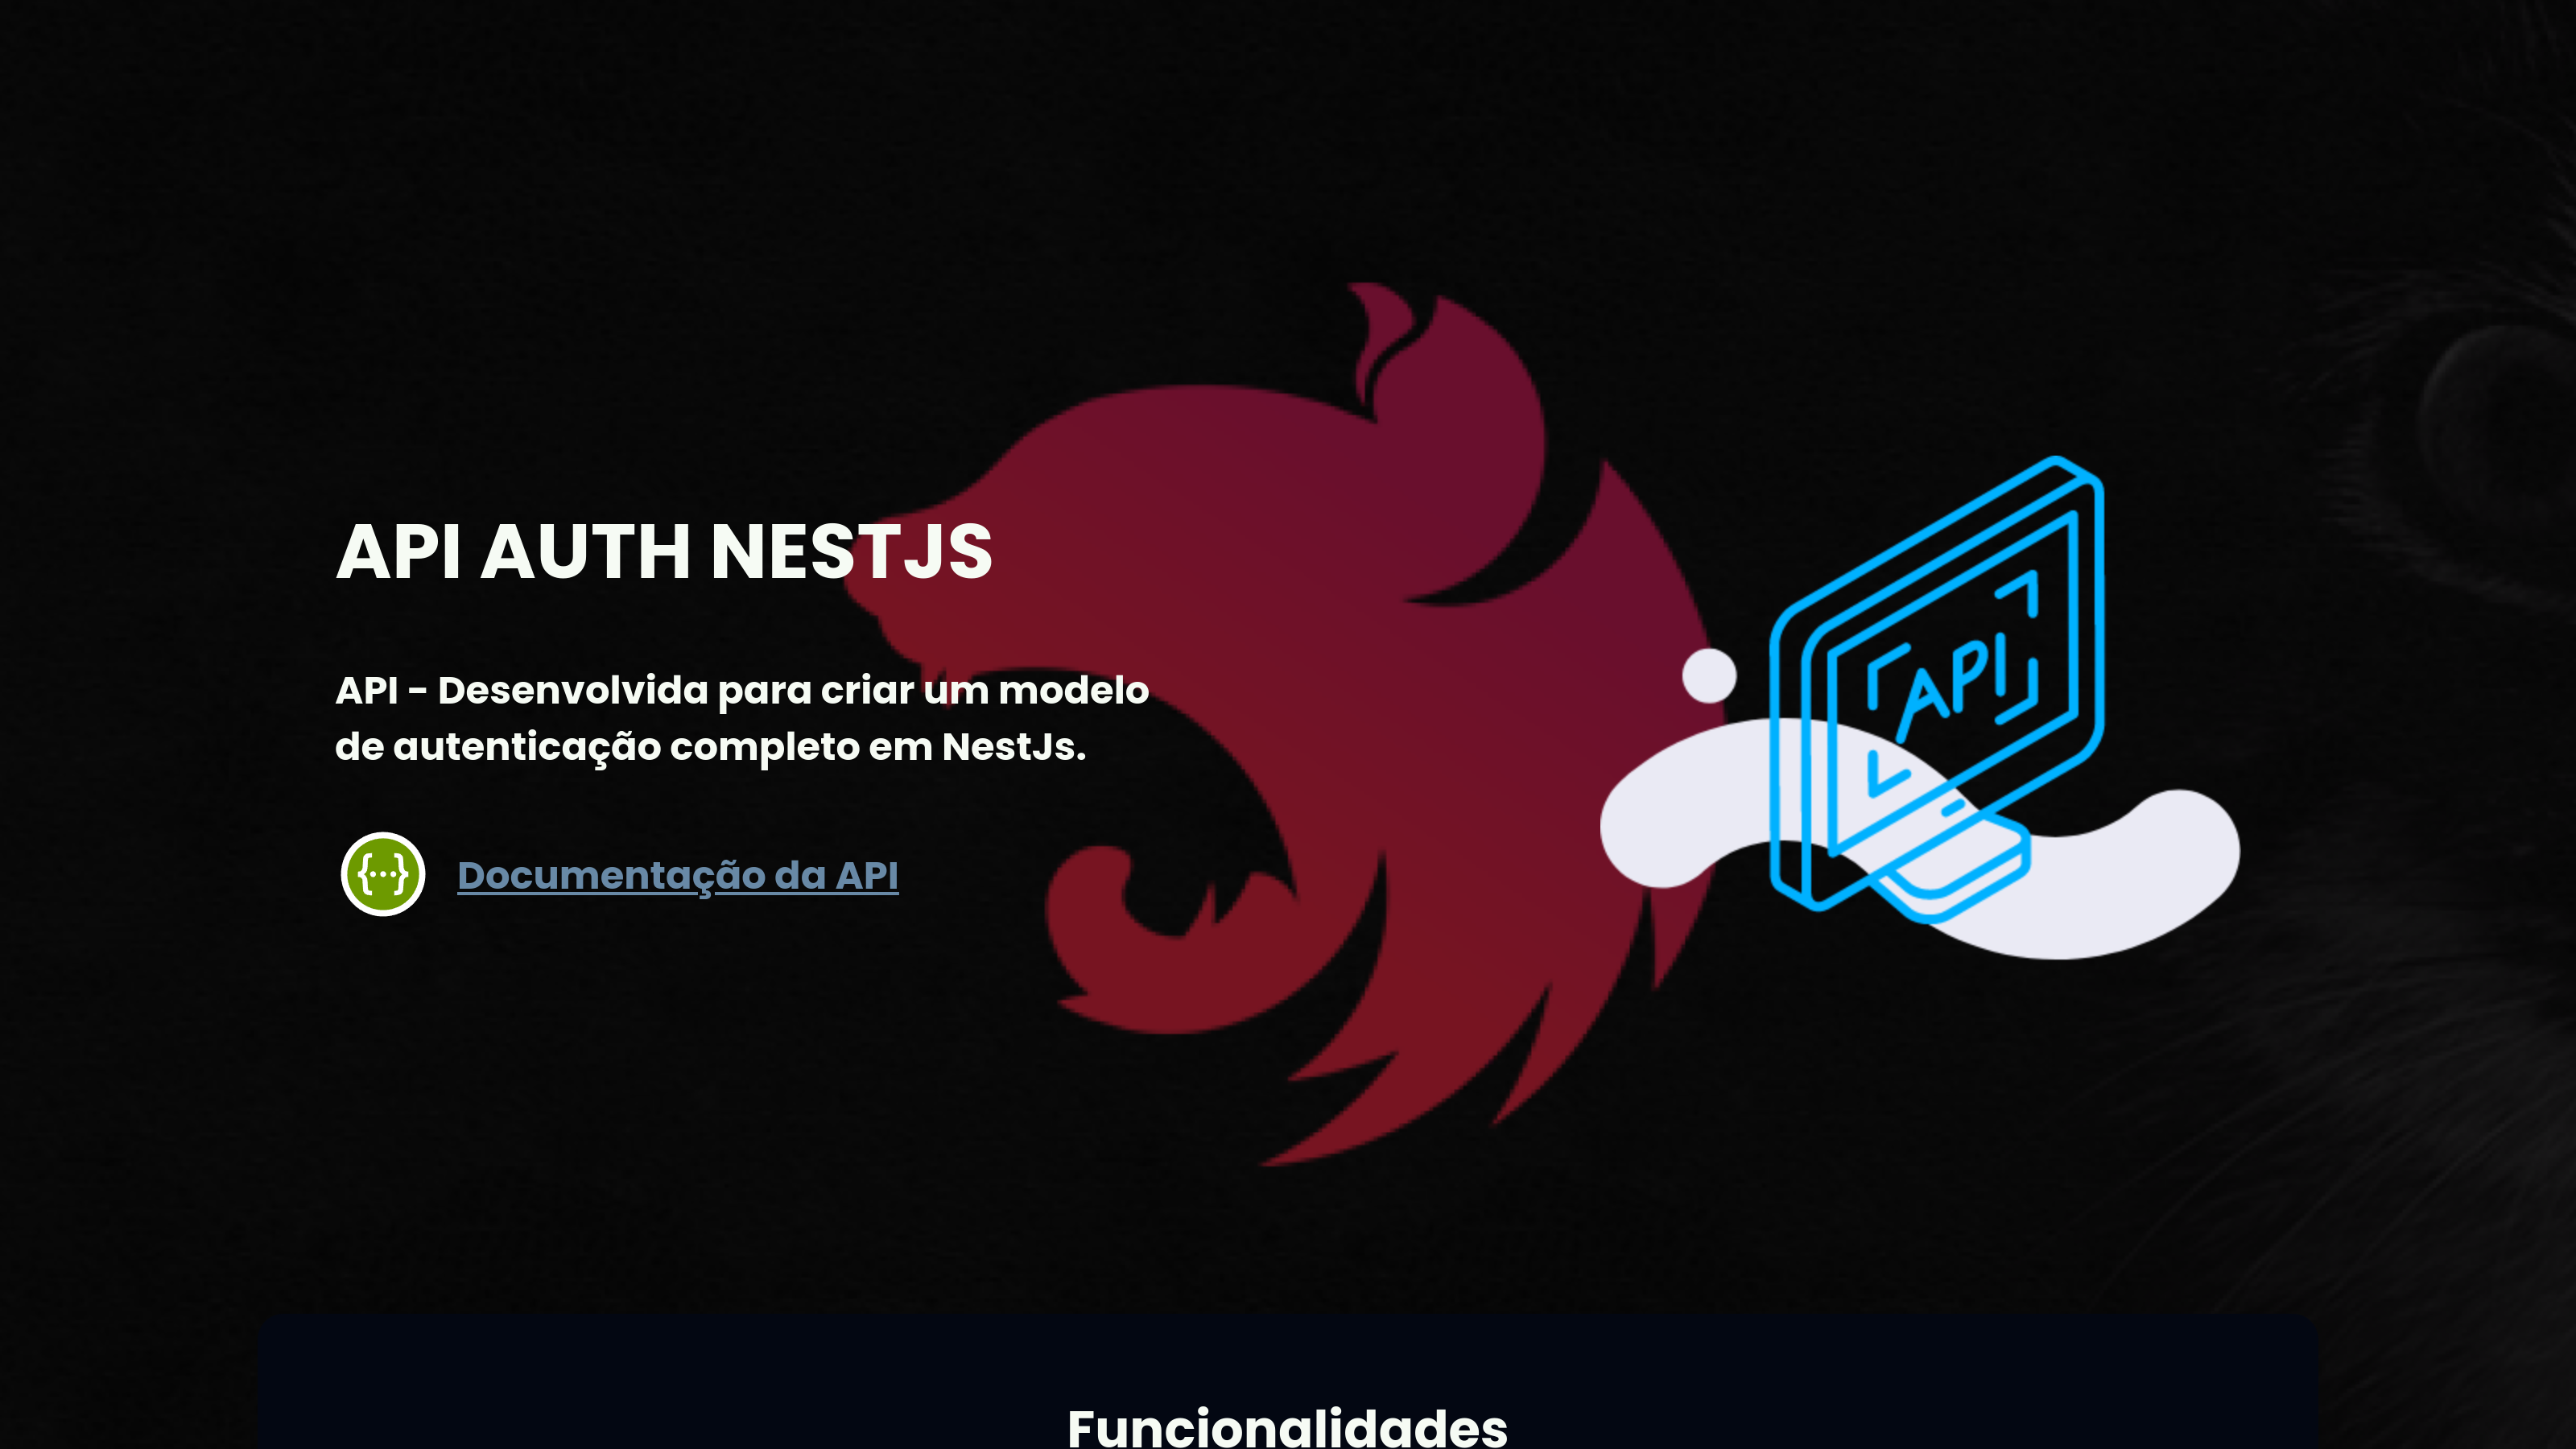 API AUTH NESTJS
API - Desenvolvida para criar um modelo
de autenticação completo em NestJs.
{···} Documentação da API
API
Funcionalidades